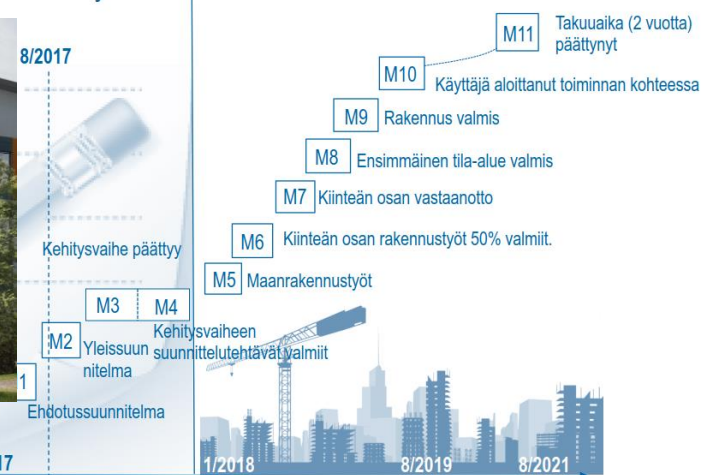 8/2017
M11
Takuuaika (2 vuotta)
päättynyt
M10
Käyttäjä aloittanut toiminnan kohteessa
M9
Rakennus valmis
M8
Ensimmäinen tila-alue valmis
M7
Kiinteän osan vastaanotto
M6
Kiinteän osan rakennustyöt 50% valmiit.
Kehitysvaihe päättyy
M5
Maanrakennustyöt
M3
M4
Kehitysvaiheen
suunnittelutehtävät valmiit
M2
Yleissuun
nitelma
1
Ehdotussuunnitelma
17
1/2018
8/2019
8/2021